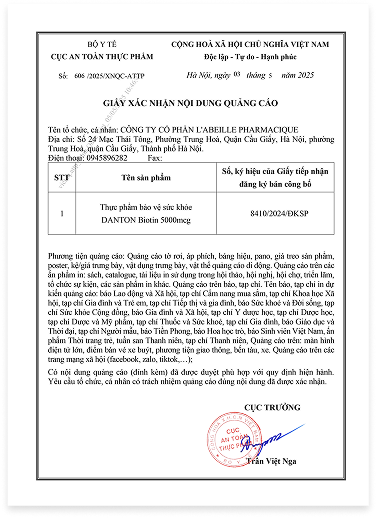 BỘ Y TẾ
CỤC AN TOÀN THỰC PHẨM
CỘNG HOÀ XÃ HỘI CHỦ NGHĨA VIỆT NAM
Độc lập - Tự do - Hạnh phúc
Số: 606 /2025/XNQC-ATTP
Hà Nội, ngày 03 tháng 5 năm 2025
GIẤY XÁC NHẬN NỘI DUNG QUẢNG CÁO
Tên tổ chức, cá nhân: CÔNG TY CỔ PHẦN L'ABEILLE PHARMACIQUE
Địa chỉ: Số 24 Mạc Thái Tông, Phường Trung Hoà, Quận Cầu Giấy, Hà Nội, phường
Trung Hoà, quận Cầu Giấy, Thành phố Hà Nội.
Điện thoại: 0945896282 Fax:
STT
Tên sản phẩm
Số, ký hiệu của Giấy tiếp nhận
đăng ký bản công bố
1
Thực phẩm bảo vệ sức khỏe
DANTON Biotin 5000mcg
8410/2024/ĐKSP
Phương tiện quảng cáo: Quảng cáo tờ rơi, áp phích, bảng hiệu, pano, giá treo sản phẩm,
poster, kệ/giá trưng bày, vật dụng trưng bày, vật thể quảng cáo di động. Quảng cáo trên các
ấn phẩm in: sách, catalogue, tài liệu in sử dụng trong hội thảo, hội nghị, hội chợ, triển lãm,
tổ chức sự kiện, các sản phẩm in khác. Quảng cáo trên báo, tạp chí. Tên báo, tạp chí in dự
kiến quảng cáo: báo Lao động và Xã hội, tạp chí Cẩm nang mua sắm, tạp chí Khoa học Xã
hội, tạp chí Gia đình và Trẻ em, tạp chí Tiếp thị và gia đình, báo Sức khoẻ và Đời sống, tạp
chí Sức khỏe Cộng đồng, báo Gia đình và Xã hội, tạp chí Y dược học, tạp chí Dược học,
tạp chí Dược và Mỹ phẩm, tạp chí Thuốc và Sức khoẻ, tạp chí Gia đình, báo Giáo dục và
Thời đại, tạp chí Người mẫu, báo Tiền Phong, báo Hoa học trò, báo Sinh viên Việt Nam, ấn
phẩm Thời trang trẻ, tuần san Thanh niên, tạp chí Thanh niên, Quảng cáo trên: màn hình
điện tử lớn, điểm bán vé xe buýt, phương tiện giao thông, bến tàu, xe. Quảng cáo trên các
trang mạng xã hội (facebook, zalo, tiktok,…);
Có nội dung quảng cáo (đính kèm) đã được duyệt phù hợp với quy định hiện hành.
Yêu cầu tổ chức, cá nhân có trách nhiệm quảng cáo đúng nội dung đã được xác nhận.
CỤC TRƯỞNG
CỤC
AN TOÀN
THỰC PHẨM
Trần Việt Nga